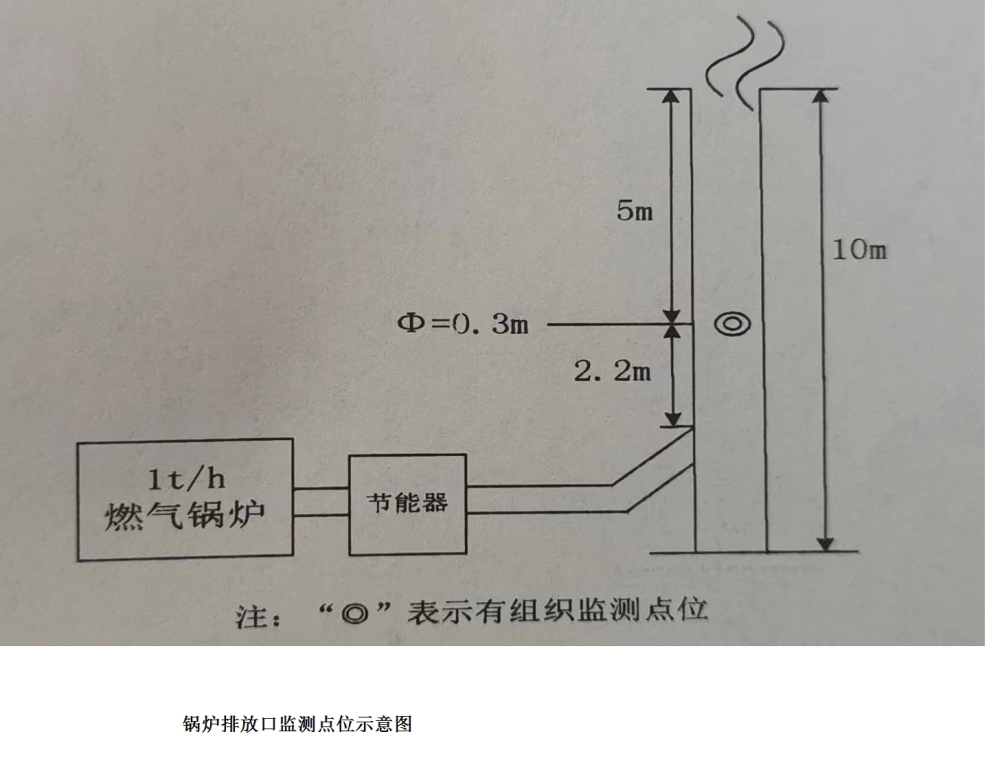 5m
10m
Φ=0.3m
2.2m
1t/h
燃气锅炉
节能器
注：“◎”表示有组织监测点位
锅炉排放口监测点位示意图